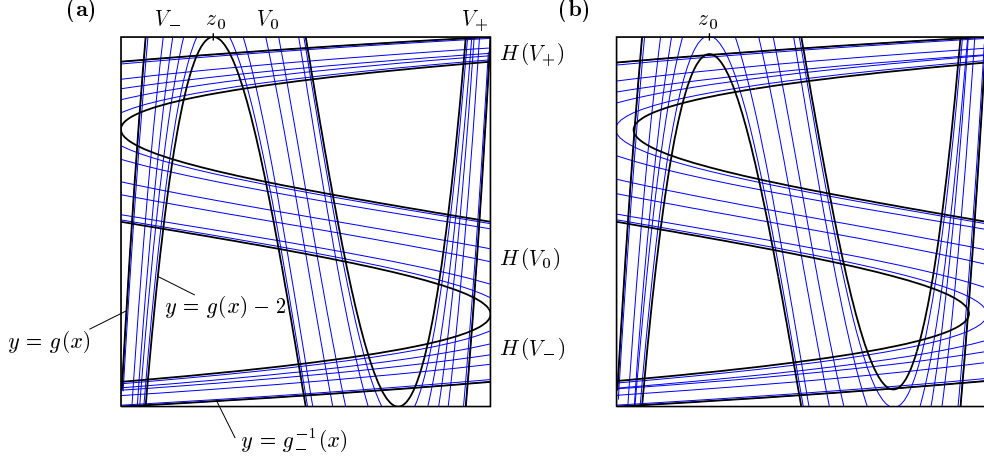 (a) V₋ z₀ V₀ V₊ (b) z₀
H(V₊)
H(V₀)
y = g(x) − 2
y = g(x)
H(V₋)
y = g₋⁻¹(x)